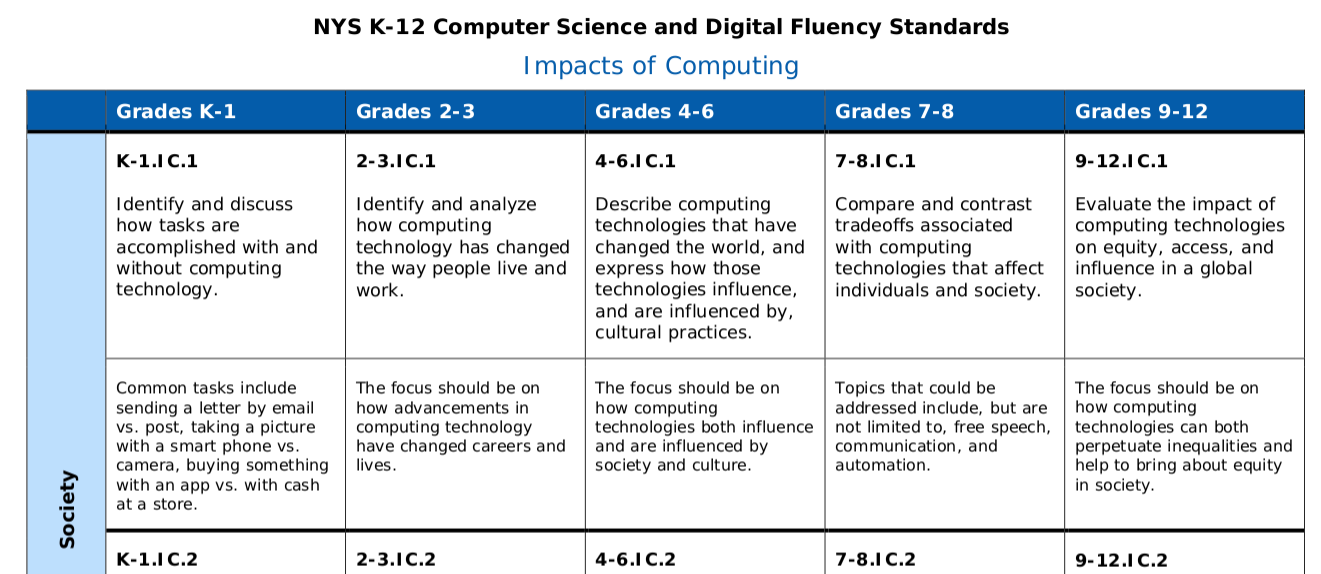 NYS K-12 Computer Science and Digital Fluency Standards
Impacts of Computing
Grades K-1
Grades 2-3
Grades 4-6
Grades 7-8
Grades 9-12
Society
K-1.IC.1
Identify and discuss
how tasks are
accomplished with and
without computing
technology.
2-3.IC.1
Identify and analyze
how computing
technology has changed
the way people live and
work.
4-6.IC.1
Describe computing
technologies that have
changed the world, and
express how those
technologies influence,
and are influenced by,
cultural practices.
7-8.IC.1
Compare and contrast
tradeoffs associated
with computing
technologies that affect
individuals and society.
9-12.IC.1
Evaluate the impact of
computing technologies
on equity, access, and
influence in a global
society.
Common tasks include
sending a letter by email
vs. post, taking a picture
with a smart phone vs.
camera, buying something
with an app vs. with cash
at a store.
The focus should be on
how advancements in
computing technology
have changed careers and
lives.
The focus should be on
how computing
technologies both influence
and are influenced by
society and culture.
Topics that could be
addressed include, but are
not limited to, free speech,
communication, and
automation.
The focus should be on
how computing
technologies can both
perpetuate inequalities and
help to bring about equity
in society.
K-1.IC.2
2-3.IC.2
4-6.IC.2
7-8.IC.2
9-12.IC.2